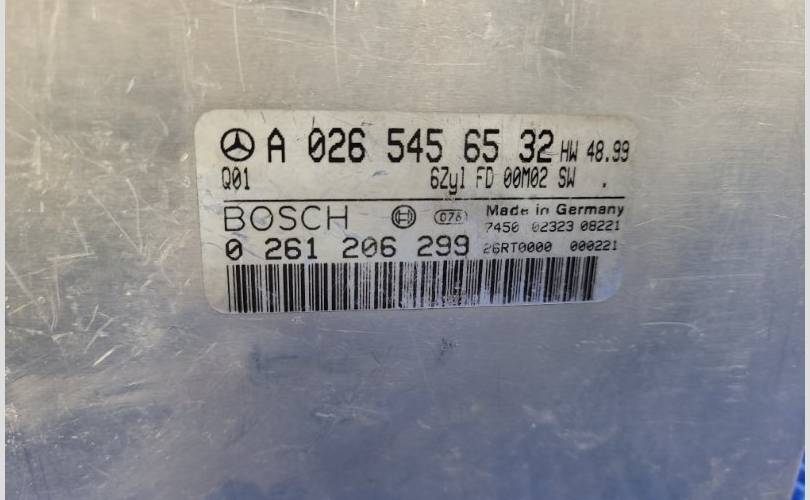 A 026 545 65 32 HW 48.99
Q01 6Zyl FD 00M02 SW .
BOSCH 076 Made in Germany
7450 02323 08221
0 261 206 299 26RT0000 000221